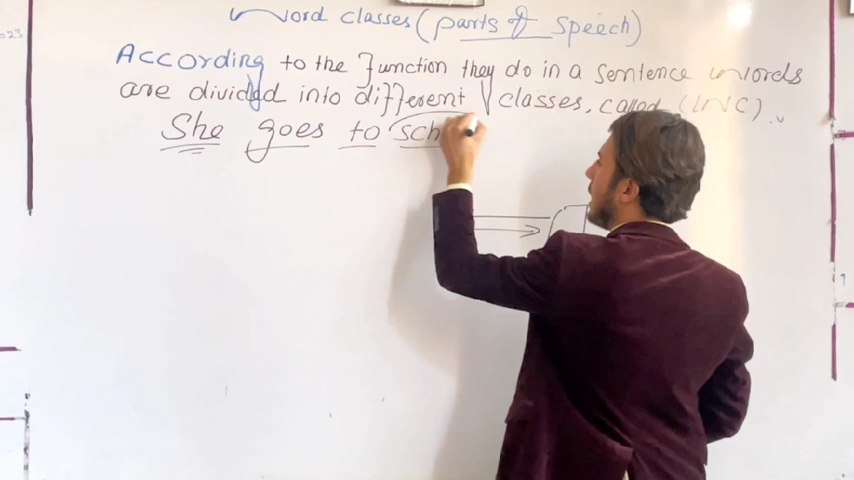 Word classes (parts of speech)
According to the function they do in a sentence words
are divided into different classes, called (WC).
She goes to sch